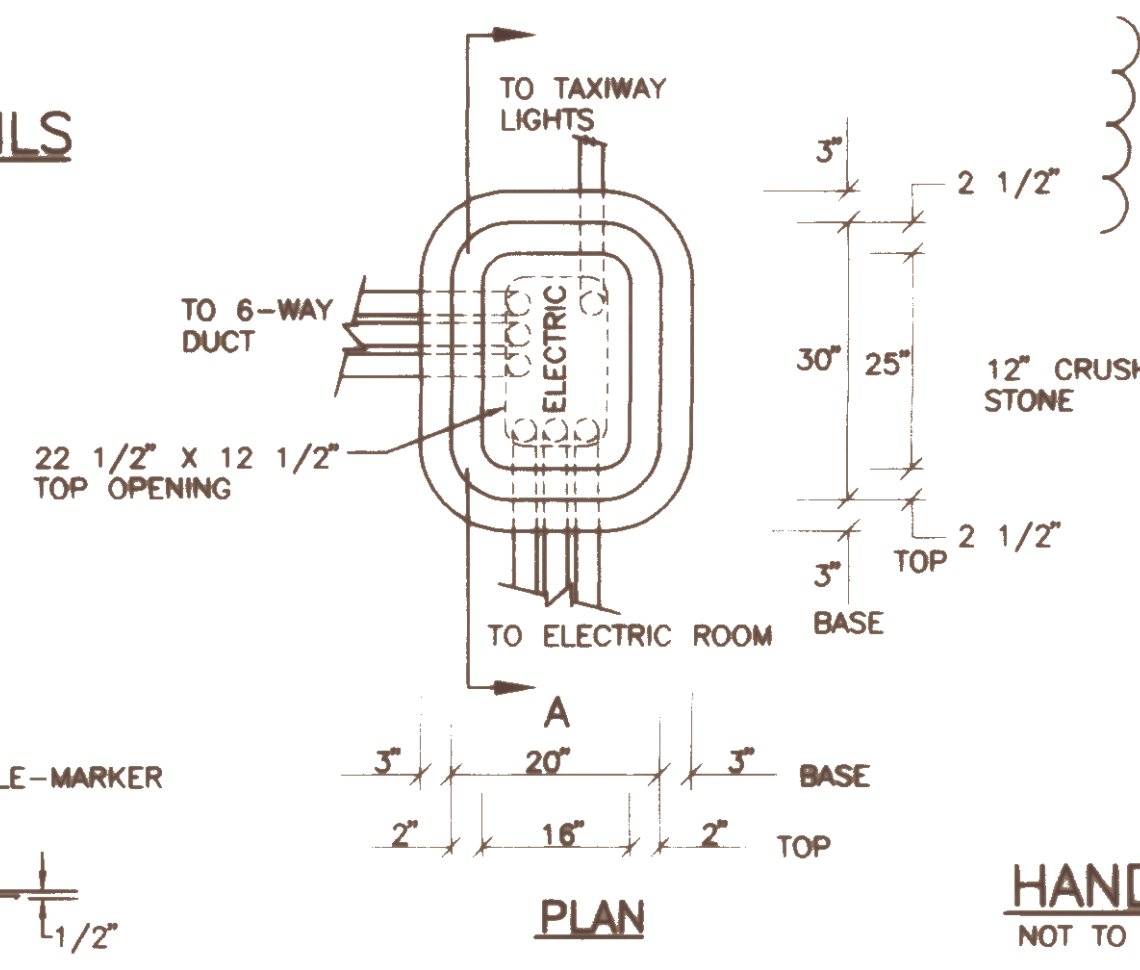 ILS
TO TAXIWAY
LIGHTS
3"
2 1/2"
TO 6-WAY
DUCT
ELECTRIC
30"
25"
12" CRUSH
STONE
22 1/2" X 12 1/2"
TOP OPENING
2 1/2"
TOP
3"
BASE
TO ELECTRIC ROOM
A
LE-MARKER
3"
20"
3"
BASE
2"
16"
2"
TOP
1/2"
PLAN
HAND
NOT TO